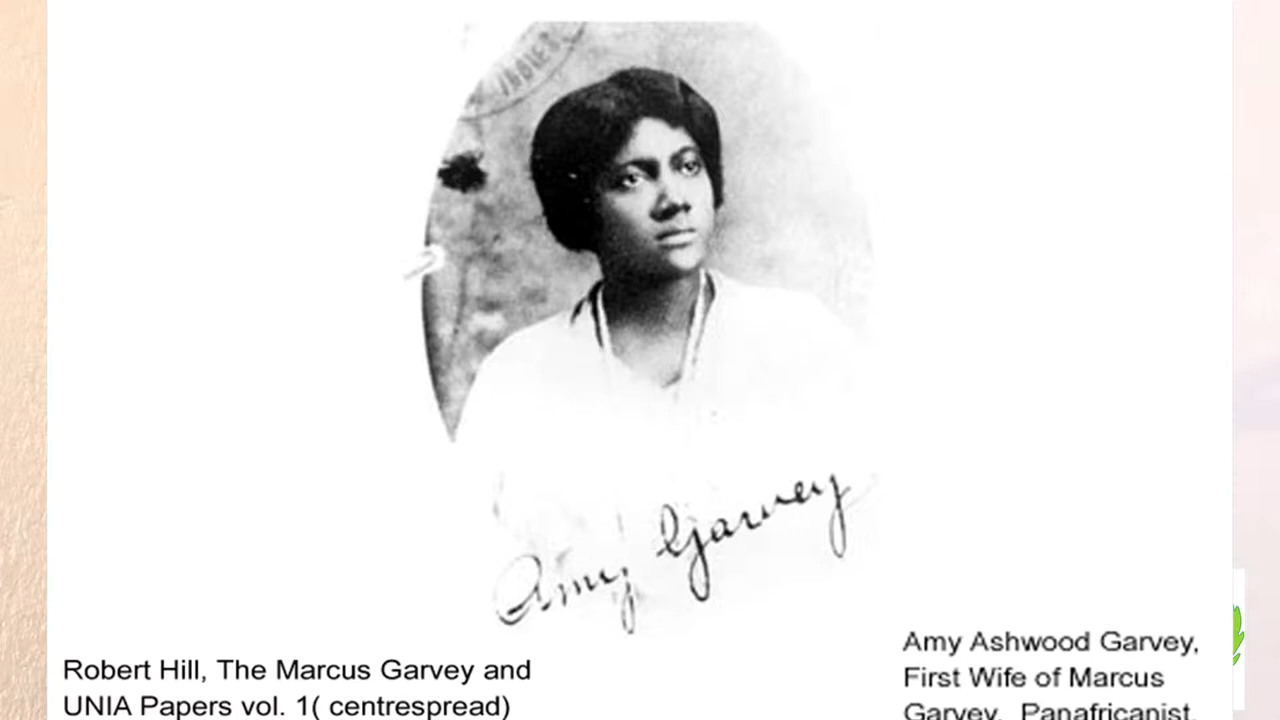 Amy Garvey
Robert Hill, The Marcus Garvey and
UNIA Papers vol. 1( centrespread)
Amy Ashwood Garvey,
First Wife of Marcus
Garvey, Panafricanist,